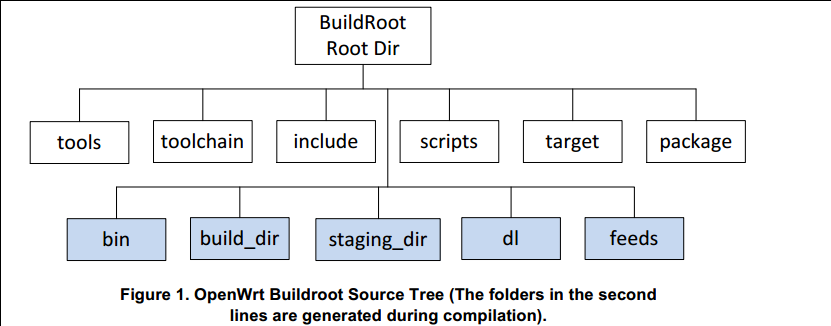 BuildRoot
Root Dir
tools
toolchain
include
scripts
target
package
bin
build_dir
staging_dir
dl
feeds
Figure 1. OpenWrt Buildroot Source Tree (The folders in the second
lines are generated during compilation).